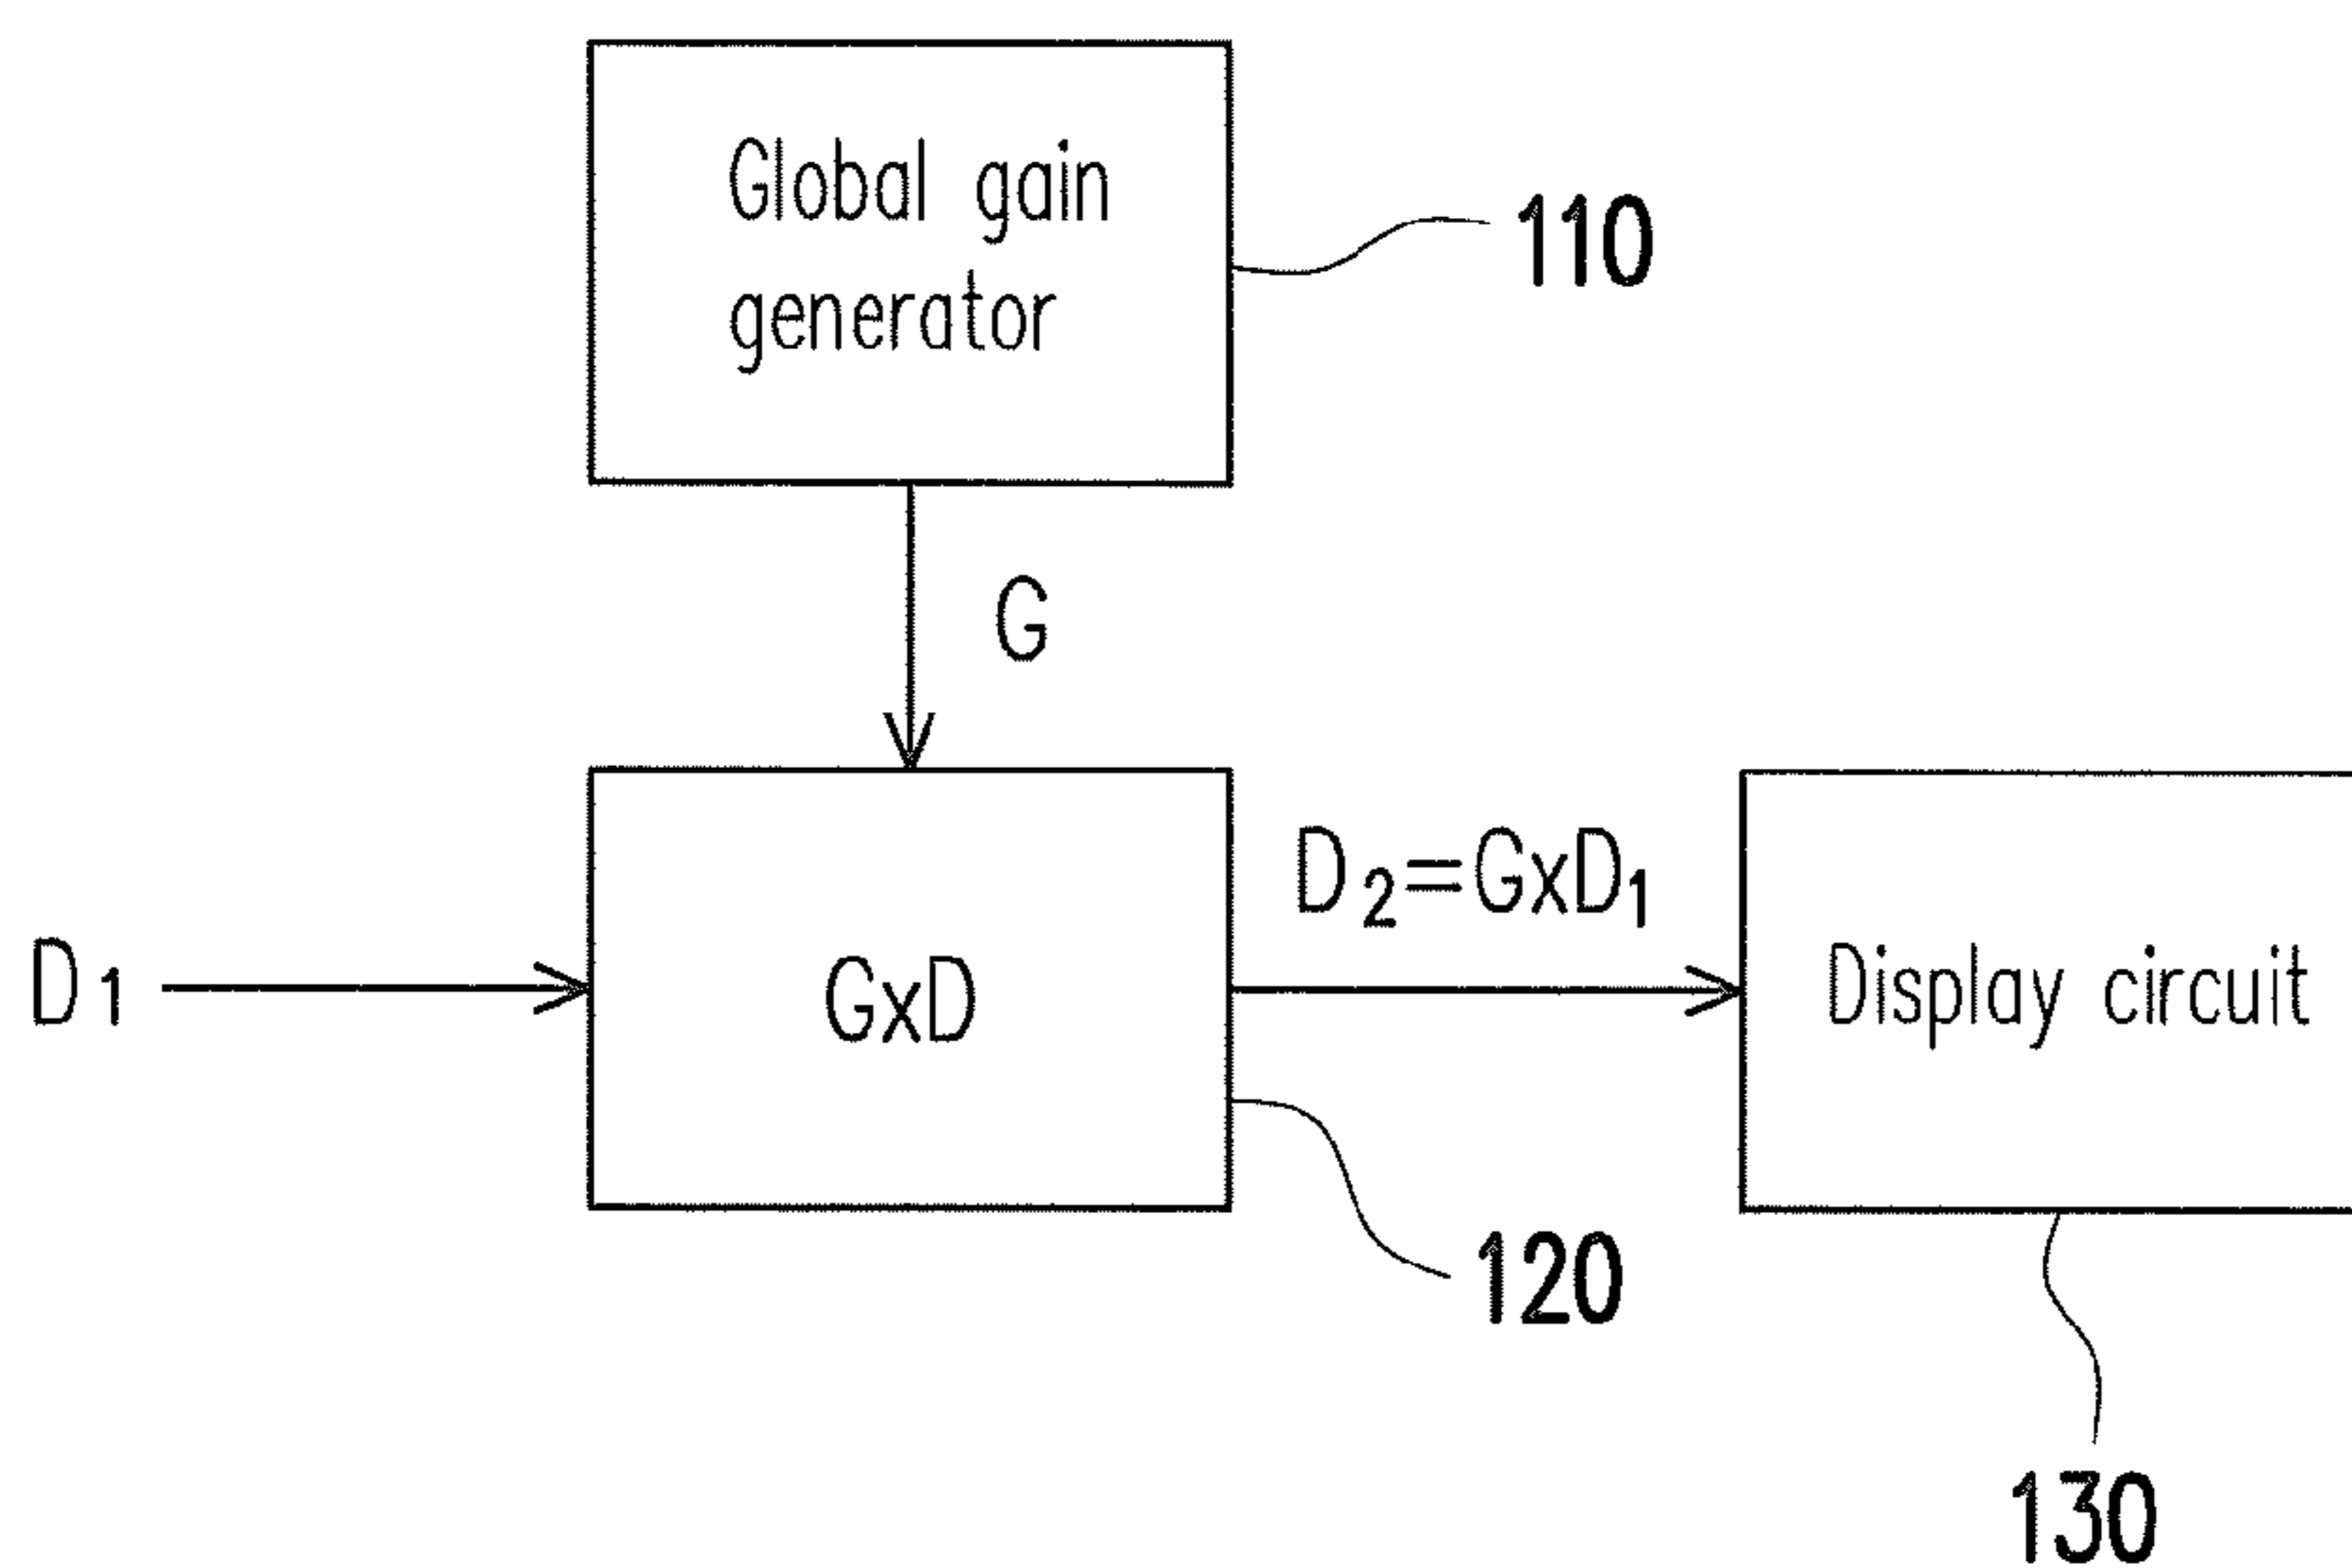 Global gain
generator
110
G
D₂=GxD₁
D₁
GxD
Display circuit
120
130